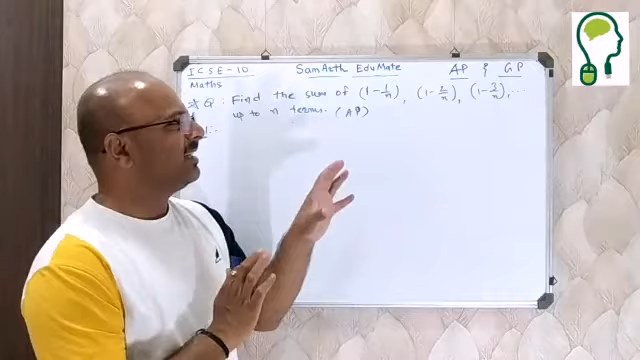 ICSE-10 SamArth EduMate AP & GP
Maths
Q: Find the sum of (1-1/n), (1-2/n), (1-3/n), ...
up to n terms. (AP)